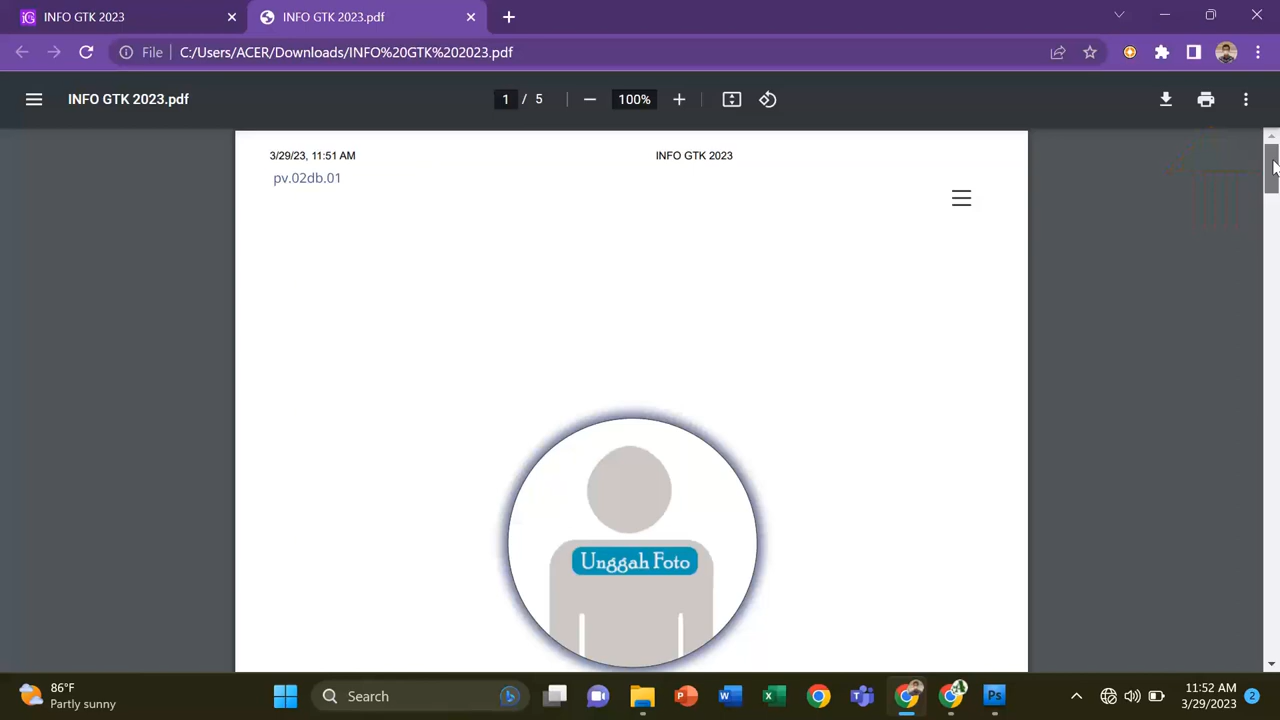 INFO GTK 2023
INFO GTK 2023.pdf
File
C:/Users/ACER/Downloads/INFO%20GTK%202023.pdf
INFO GTK 2023.pdf
1 / 5
100%
3/29/23, 11:51 AM
INFO GTK 2023
pv.02db.01
Unggah Foto
86°F
Partly sunny
Search
11:52 AM
3/29/2023
2